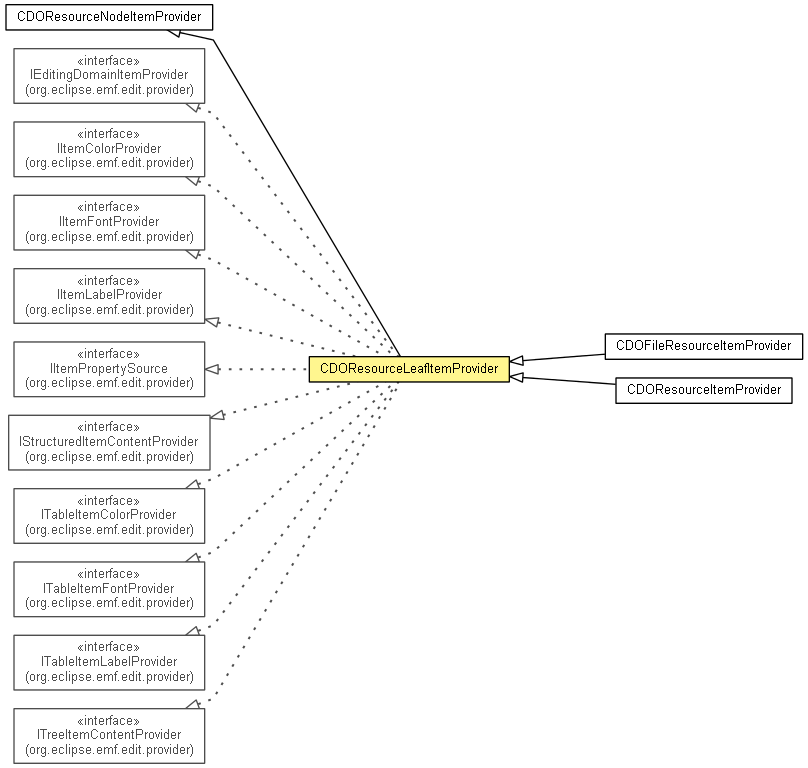 CDOResourceNodeItemProvider
«interface»
IEditingDomainItemProvider
(org.eclipse.emf.edit.provider)
«interface»
IItemColorProvider
(org.eclipse.emf.edit.provider)
«interface»
IItemFontProvider
(org.eclipse.emf.edit.provider)
«interface»
IItemLabelProvider
(org.eclipse.emf.edit.provider)
«interface»
IItemPropertySource
(org.eclipse.emf.edit.provider)
«interface»
IStructuredItemContentProvider
(org.eclipse.emf.edit.provider)
«interface»
ITableItemColorProvider
(org.eclipse.emf.edit.provider)
«interface»
ITableItemFontProvider
(org.eclipse.emf.edit.provider)
«interface»
ITableItemLabelProvider
(org.eclipse.emf.edit.provider)
«interface»
ITreeItemContentProvider
(org.eclipse.emf.edit.provider)
CDOResourceLeafItemProvider
CDOFileResourceItemProvider
CDOResourceItemProvider